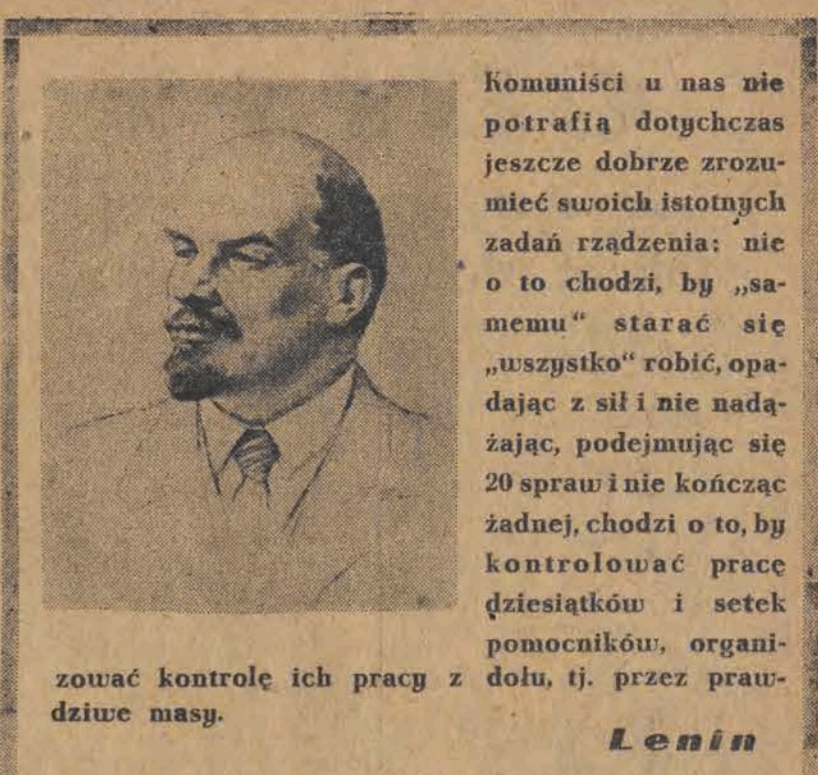 Komuniści u nas nie
potrafią dotychczas
jeszcze dobrze zrozu-
mieć swoich istotnych
zadań rządzenia: nie
o to chodzi, by „sa-
memu“ starać się
„wszystko“ robić, opa-
dając z sił i nie nadą-
żając, podejmując się
20 spraw i nie kończąc
żadnej, chodzi o to, by
kontrolować pracę
dziesiątków i setek
pomocników, organi-
zować kontrolę ich pracy z dołu, tj. przez praw-
dziwe masy.
Lenin